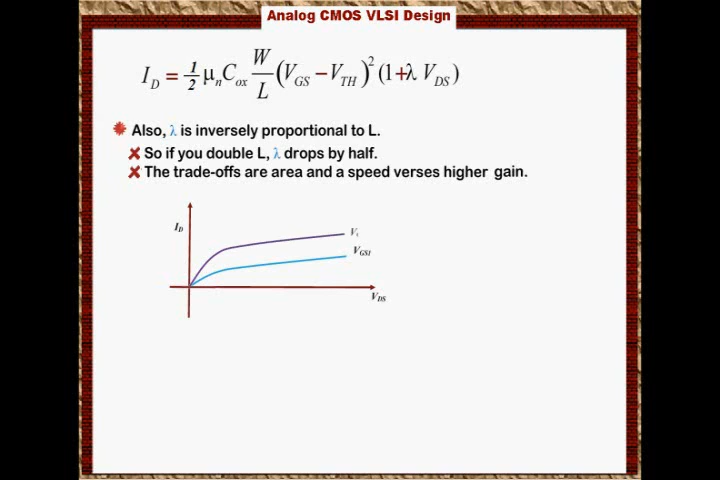 Analog CMOS VLSI Design
I_D = 1/2 μ_n C_ox W/L (V_GS − V_TH)² (1+λ V_DS)
Also, λ is inversely proportional to L.
So if you double L, λ drops by half.
The trade-offs are area and a speed verses higher gain.
I_D
V_GS1
V_DS